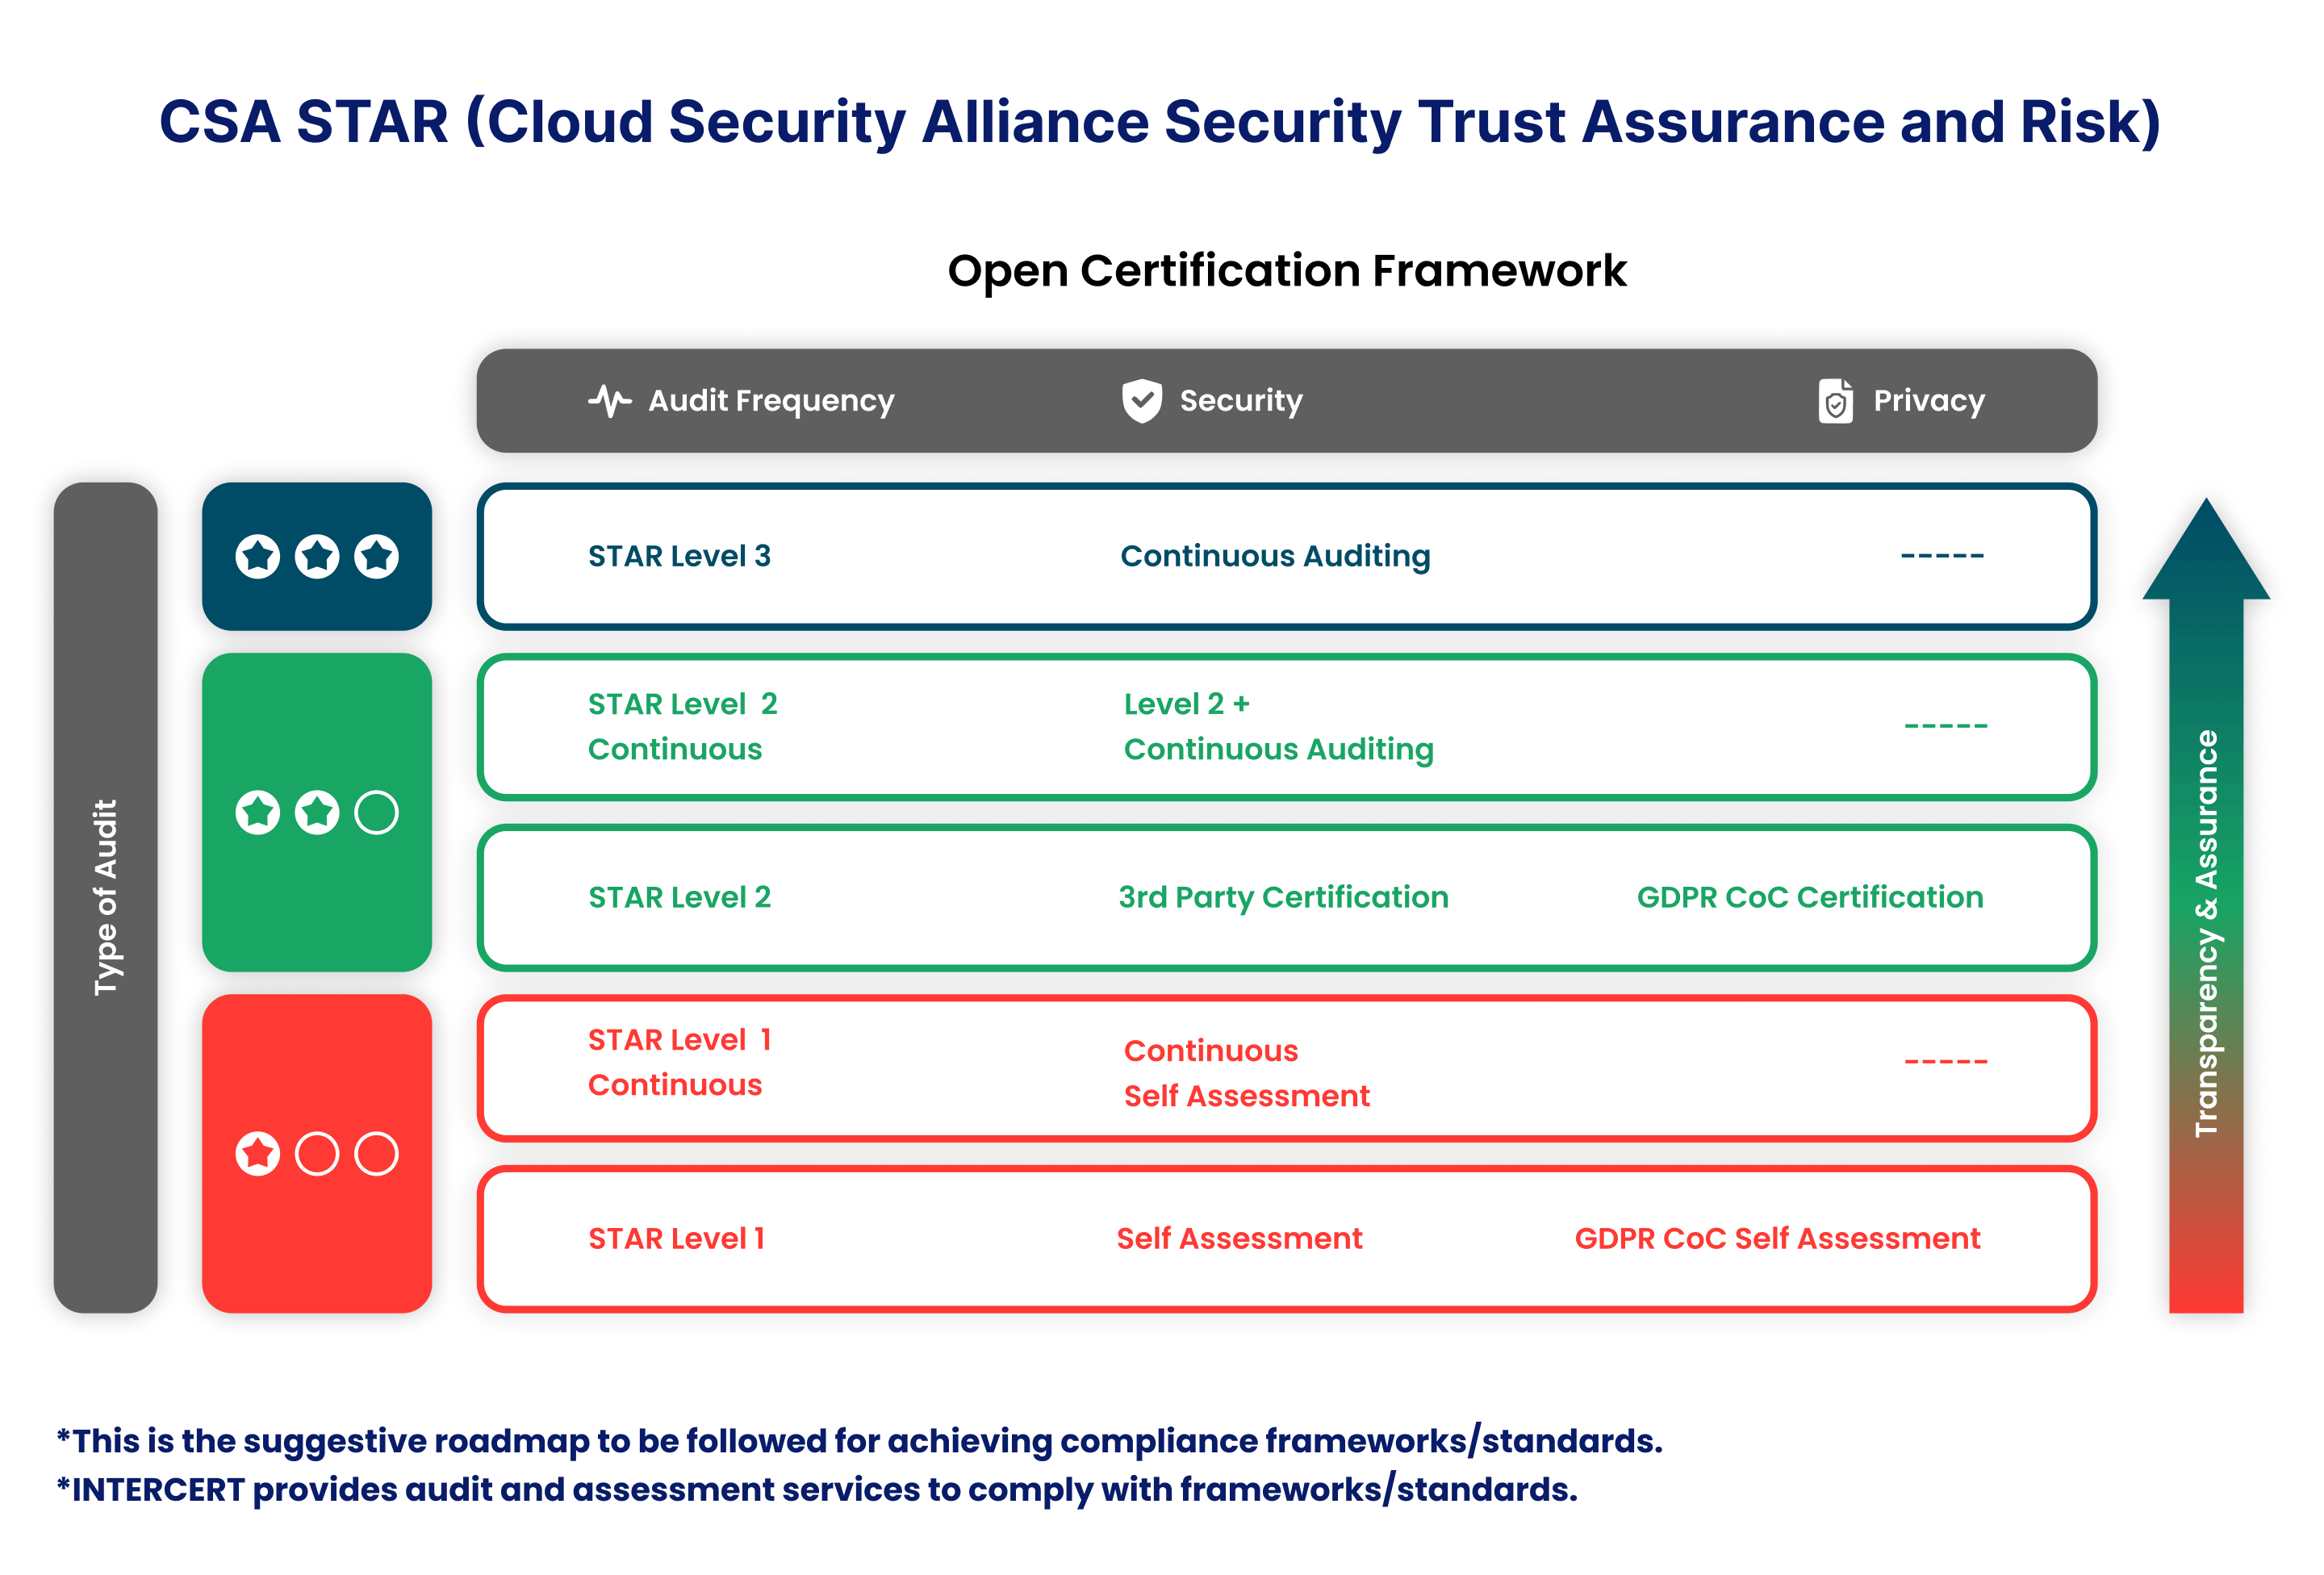 CSA STAR (Cloud Security Alliance Security Trust Assurance and Risk)
Open Certification Framework
Audit Frequency
Security
Privacy
Type of Audit
STAR Level 3
Continuous Auditing
-----
STAR Level 2
Continuous
Level 2 +
Continuous Auditing
-----
STAR Level 2
3rd Party Certification
GDPR CoC Certification
STAR Level 1
Continuous
Continuous
Self Assessment
-----
STAR Level 1
Self Assessment
GDPR CoC Self Assessment
Transparency & Assurance
*This is the suggestive roadmap to be followed for achieving compliance frameworks/standards.
*INTERCERT provides audit and assessment services to comply with frameworks/standards.